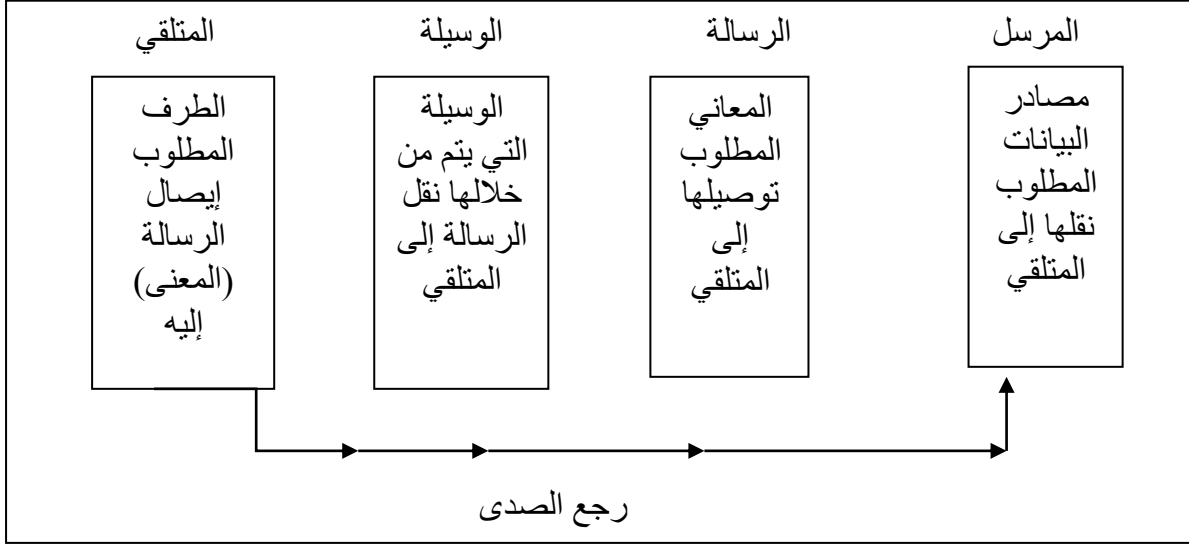 المرسل
الرسالة
الوسيلة
المتلقي
مصادر
البيانات
المطلوب
نقلها إلى
المتلقي
المعاني
المطلوب
توصيلها
إلى
المتلقي
الوسيلة
التي يتم من
خلالها نقل
الرسالة إلى
المتلقي
الطرف
المطلوب
إيصال
الرسالة
(المعنى)
إليه
رجع الصدى